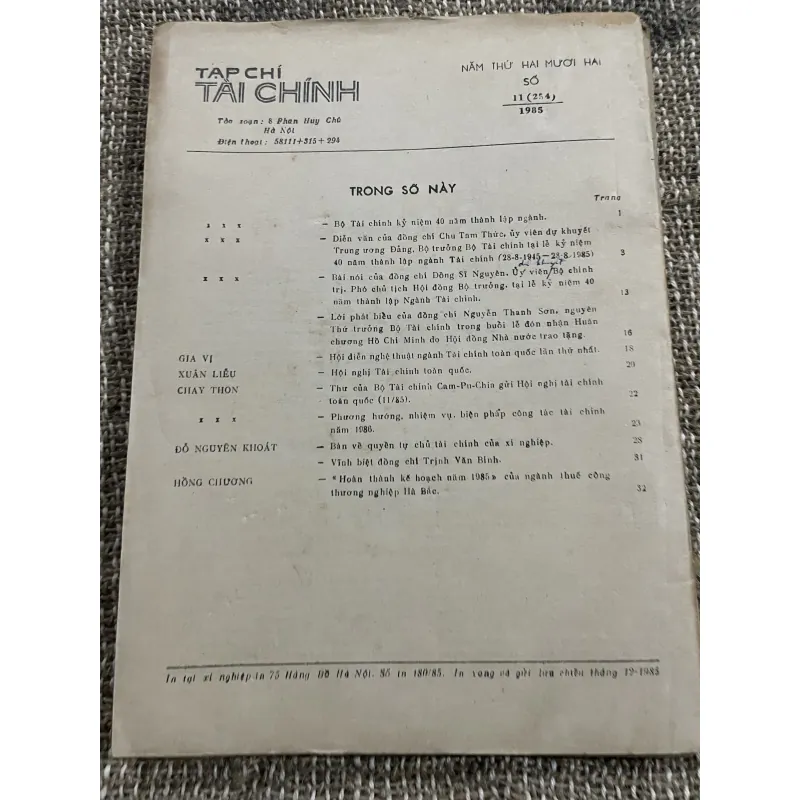 TẠP CHÍ
TÀI CHÍNH
Tòa soạn: 8 Phan Huy Chú
Hà Nội
Điện thoại: 58111+315+294
NĂM THỨ HAI MƯƠI HAI
SỐ
11 (254)
1985
TRONG SỐ NÀY
Trang
x x x — Bộ Tài chính kỷ niệm 40 năm thành lập ngành. 1
x x x — Diễn văn của đồng chí Chu Tam Thức, ủy viên dự khuyết
Trung ương Đảng, Bộ trưởng Bộ Tài chính tại lễ kỷ niệm
40 năm thành lập ngành Tài chính (28-8-1945—28-8-1985) 3
x x x — Bài nói của đồng chí Đồng Sĩ Nguyên, Ủy viên Bộ chính
dự khuyết
trị, Phó chủ tịch Hội đồng Bộ trưởng, tại lễ kỷ niệm 40
năm thành lập Ngành Tài chính. 13
— Lời phát biểu của đồng chí Nguyễn Thanh Sơn, nguyên
Thứ trưởng Bộ Tài chính trong buổi lễ đón nhận Huân
chương Hồ Chí Minh do Hội đồng Nhà nước trao tặng. 16
GIA VỊ — Hội diễn nghệ thuật ngành Tài chính toàn quốc lần thứ nhất. 18
XUÂN LIỄU — Hội nghị Tài chính toàn quốc. 20
CHAY THON — Thư của Bộ Tài chính Cam-Pu-Chia gửi Hội nghị tài chính
toàn quốc (11/85). 22
x x x — Phương hướng, nhiệm vụ, biện pháp công tác tài chính
năm 1986. 23
ĐỖ NGUYÊN KHOÁT — Bàn về quyền tự chủ tài chính của xí nghiệp. 28
— Vĩnh biệt đồng chí Trịnh Văn Bính. 31
HỒNG CHƯƠNG — «Hoàn thành kế hoạch năm 1985» của ngành thuế công
thương nghiệp Hà Bắc. 32
In tại xí nghiệp in 75 Hàng Bồ Hà Nội. Số in 180/85. In xong và gửi lưu chiểu tháng 12-1985